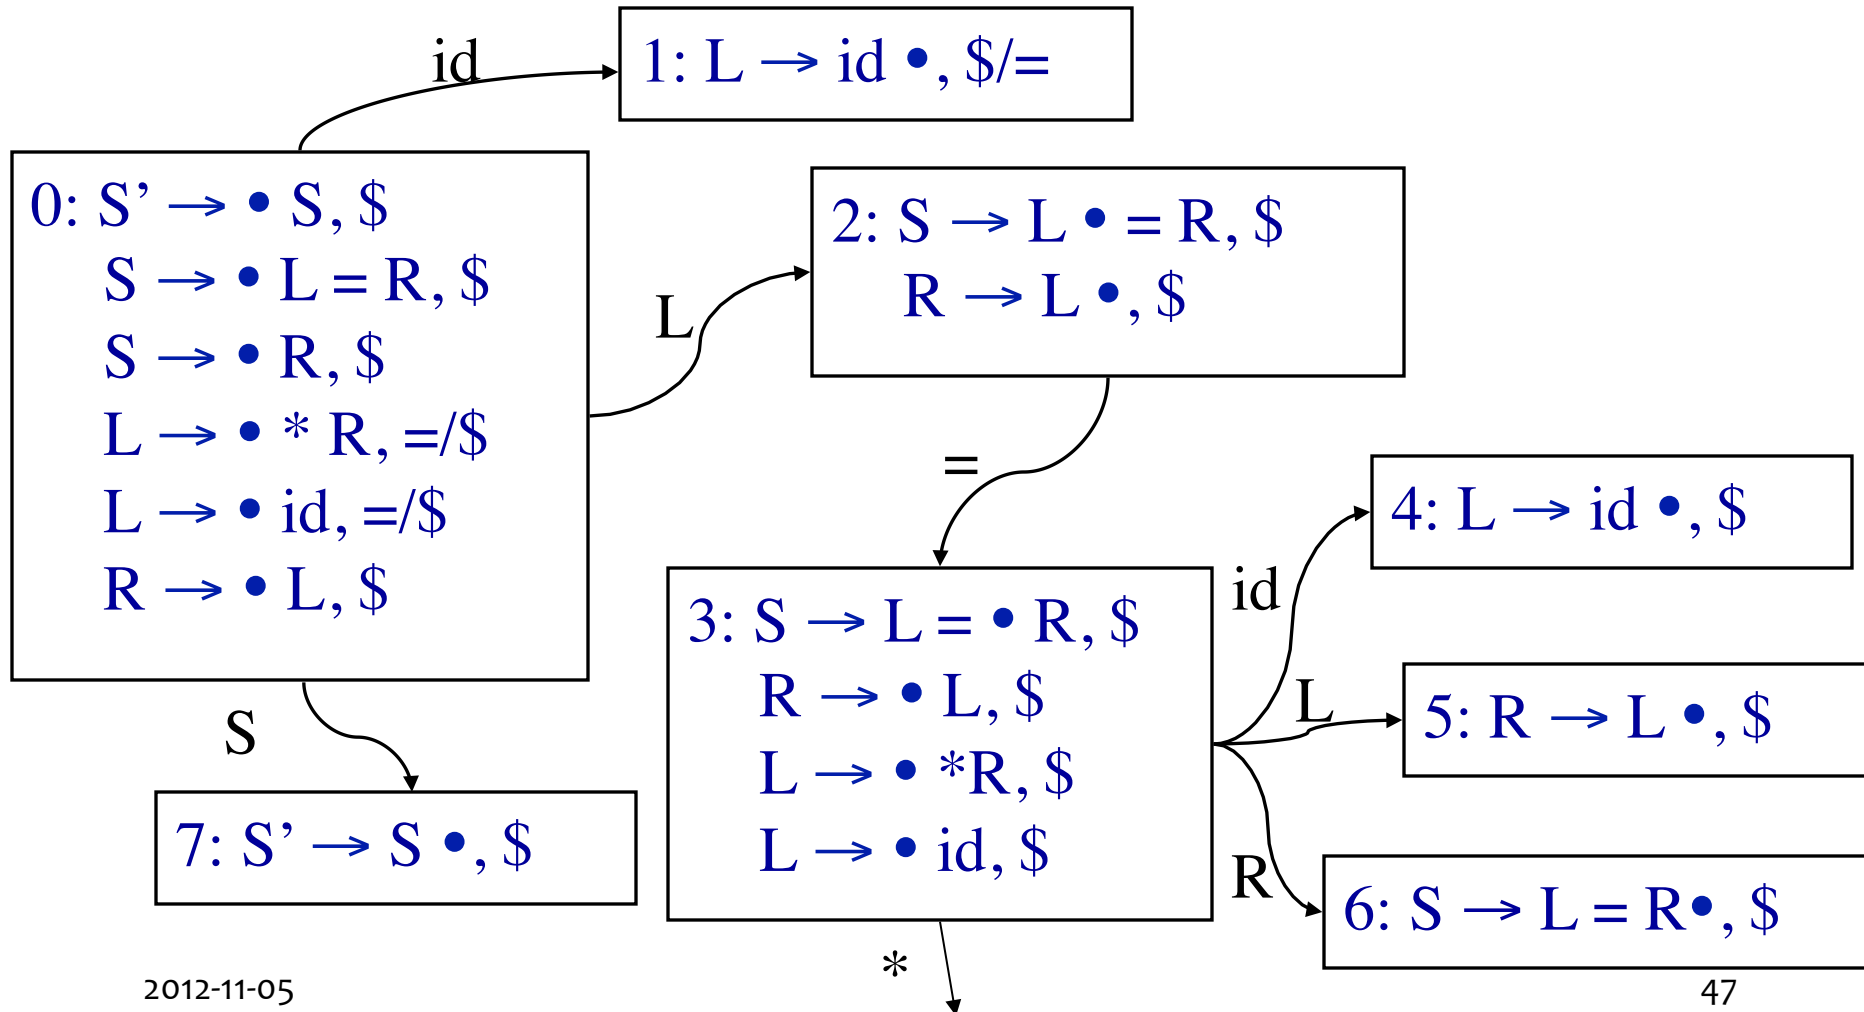 id
1: L → id •, $/=
0: S’ → • S, $
S → • L = R, $
S → • R, $
L → • * R, =/$
L → • id, =/$
R → • L, $
L
2: S → L • = R, $
R → L •, $
=
S
7: S’ → S •, $
3: S → L = • R, $
R → • L, $
L → • *R, $
L → • id, $
id
4: L → id •, $
L
5: R → L •, $
R
6: S → L = R•, $
*
2012-11-05
47